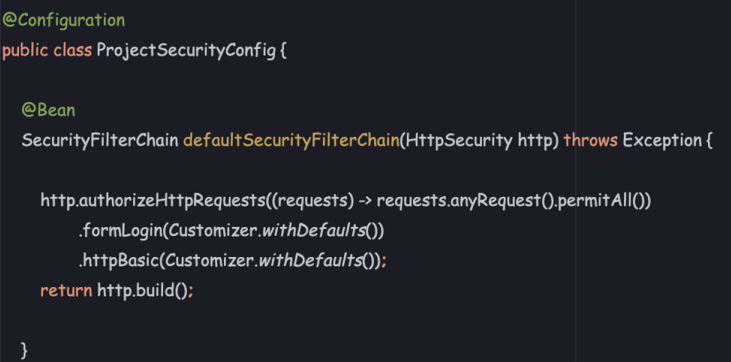 @Configuration
public class ProjectSecurityConfig {
@Bean
SecurityFilterChain defaultSecurityFilterChain(HttpSecurity http) throws Exception {
http.authorizeHttpRequests((requests) -> requests.anyRequest().permitAll())
.formLogin(Customizer.withDefaults())
.httpBasic(Customizer.withDefaults());
return http.build();
}